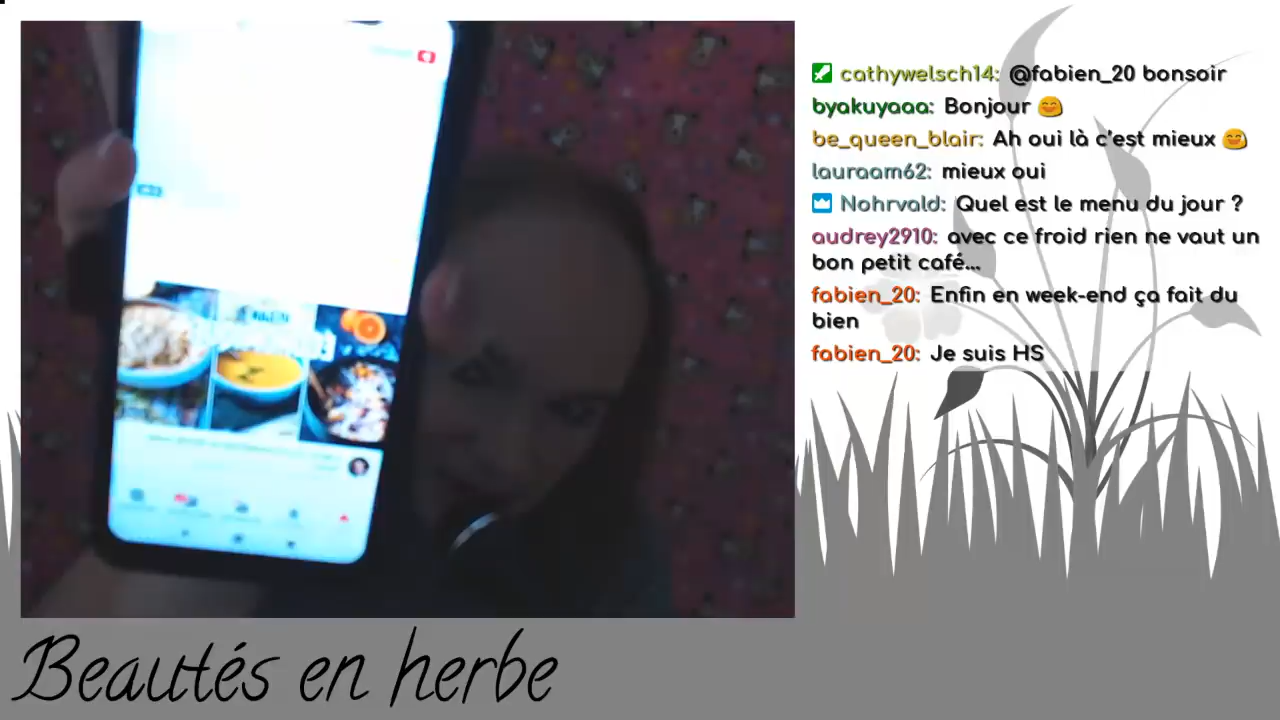 cathywelsch14: @fabien_20 bonsoir
byakuyaaa: Bonjour 😊
be_queen_blair: Ah oui là c'est mieux 😊
lauraam62: mieux oui
Nohrvald: Quel est le menu du jour ?
audrey2910: avec ce froid rien ne vaut un
bon petit café...
fabien_20: Enfin en week-end ça fait du
bien
fabien_20: Je suis HS
Beautés en herbe